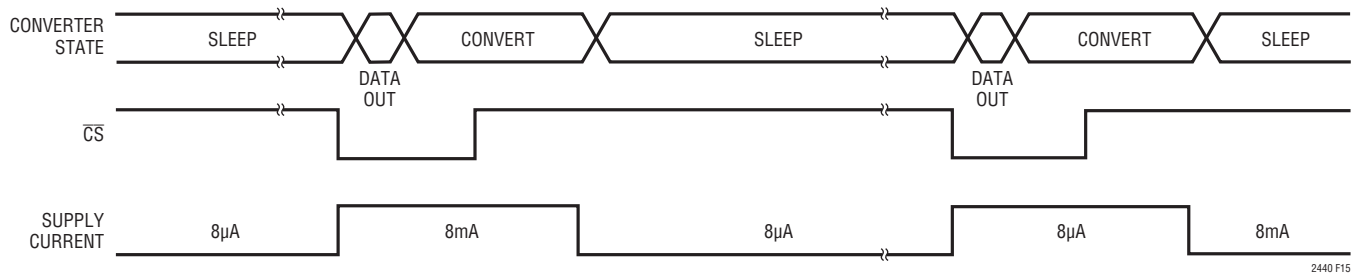 CONVERTER
STATE
SLEEP
CONVERT
SLEEP
CONVERT
SLEEP
DATA
OUT
DATA
OUT
CS
SUPPLY
CURRENT
8µA
8mA
8µA
8µA
8mA
2440 F15